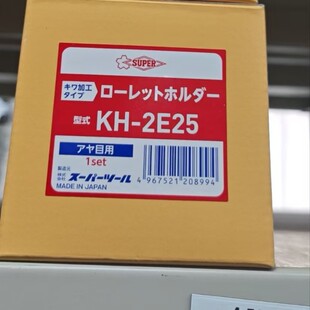 SUPER
キワ加工
タイプ
ローレットホルダー
型式 KH-2E25
アヤ目用
1set
製造元
株式会社 スーパーツール
MADE IN JAPAN
4 967521 208994